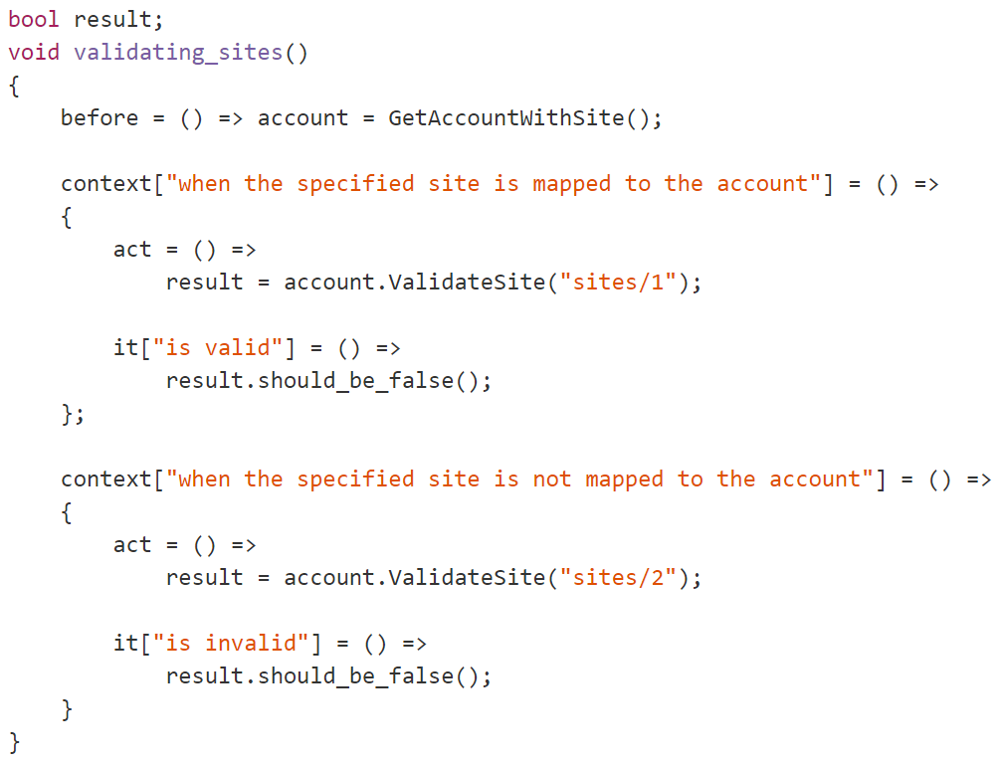 bool result;
void validating_sites()
{
    before = () => account = GetAccountWithSite();

    context["when the specified site is mapped to the account"] = () =>
    {
        act = () =>
            result = account.ValidateSite("sites/1");

        it["is valid"] = () =>
            result.should_be_false();
    };

    context["when the specified site is not mapped to the account"] = () =>
    {
        act = () =>
            result = account.ValidateSite("sites/2");

        it["is invalid"] = () =>
            result.should_be_false();
    }
}